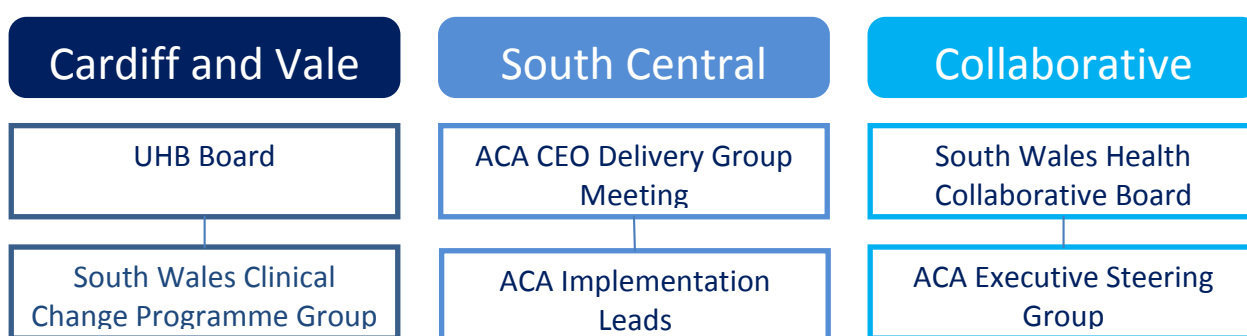 Cardiff and Vale
South Central
Collaborative
UHB Board
ACA CEO Delivery Group
Meeting
South Wales Health
Collaborative Board
South Wales Clinical
Change Programme Group
ACA Implementation
Leads
ACA Executive Steering
Group